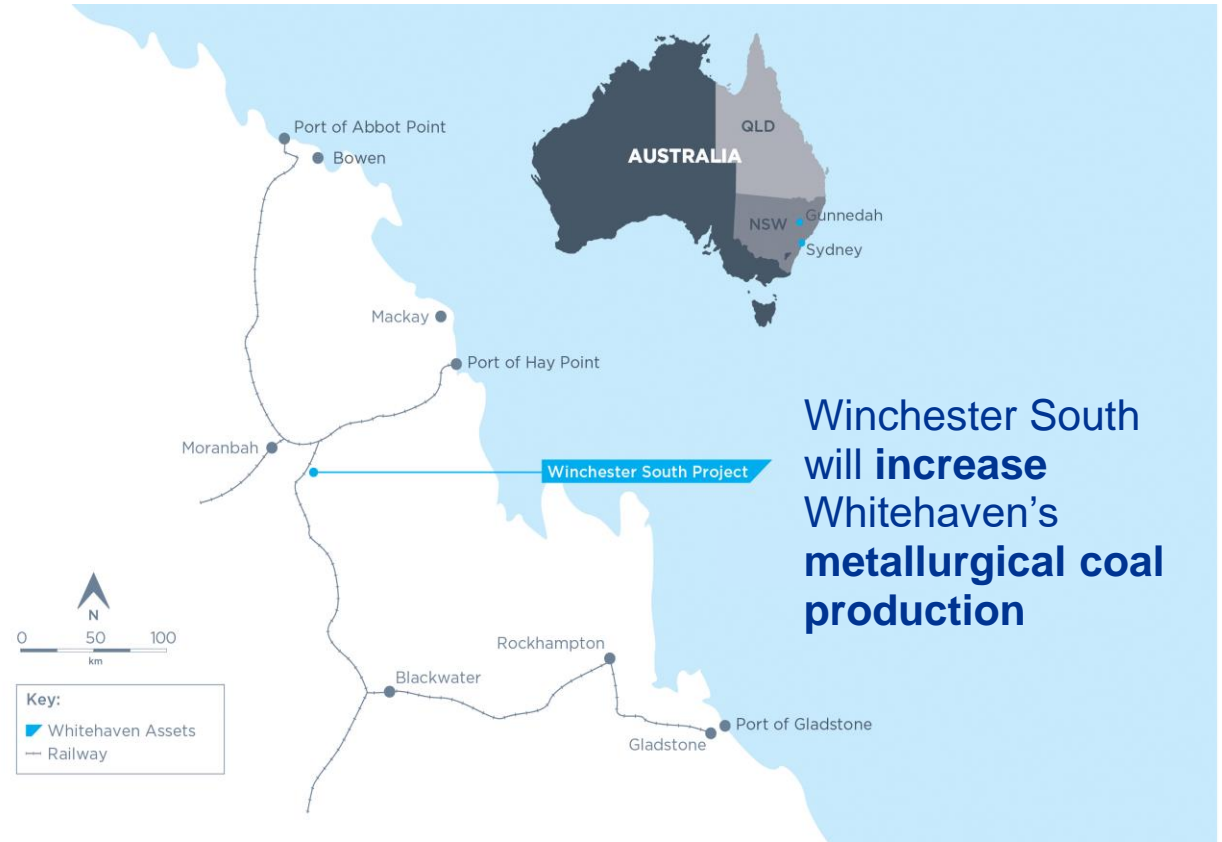 Port of Abbot Point
Bowen
QLD
AUSTRALIA
NSW
Gunnedah
Sydney
Mackay
Port of Hay Point
Moranbah
Winchester South Project
Winchester South
will increase
Whitehaven’s
metallurgical coal
production
N
0 50 100
km
Rockhampton
Blackwater
Port of Gladstone
Gladstone
Key:
Whitehaven Assets
Railway